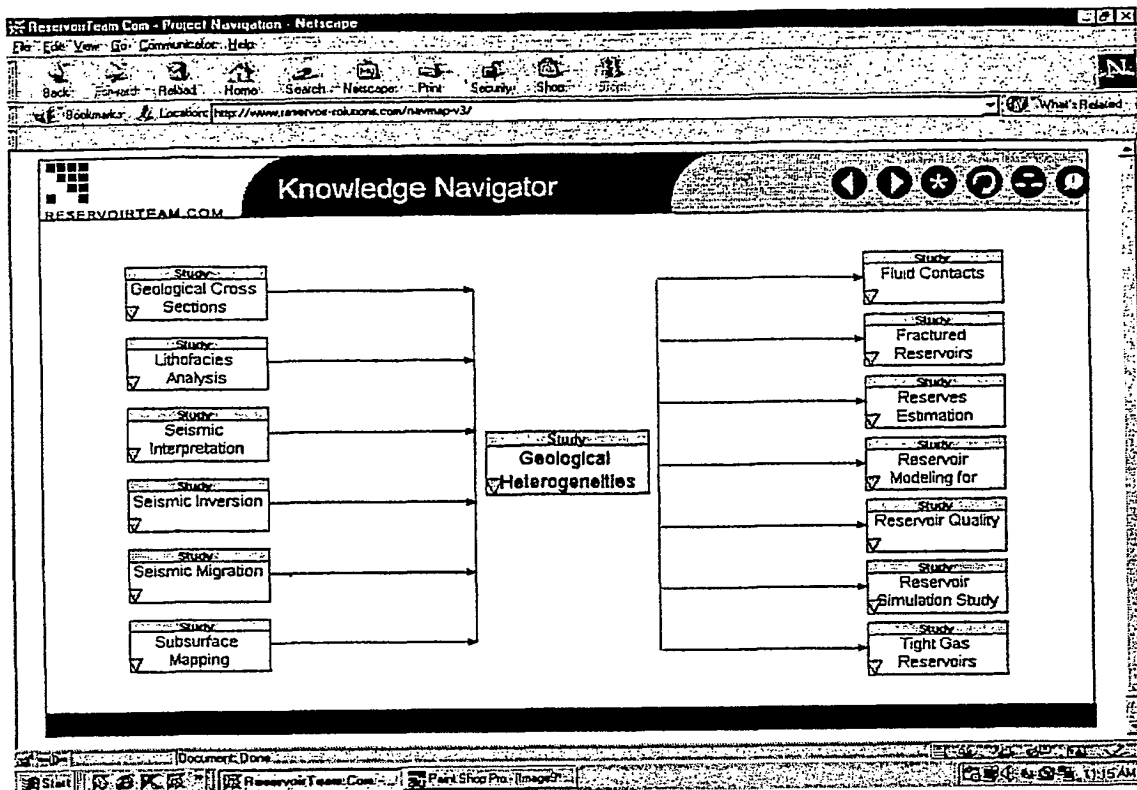 ReservoirTeam.Com - Project Navigation - Netscape
File Edit View Go Communicator Help
Back Forward Reload Home Search Netscape Print Security Shop Stop
Bookmarks Location: http://www.reservoir-solutions.com/navmap-v3/ What's Related
RESERVOIRTEAM.COM
Knowledge Navigator
Study
Geological Cross
Sections
Study
Lithofacies
Analysis
Study
Seismic
Interpretation
Study
Seismic Inversion
Study
Seismic Migration
Study
Subsurface
Mapping
Study
Geological
Heterogeneities
Study
Fluid Contacts
Study
Fractured
Reservoirs
Study
Reserves
Estimation
Study
Reservoir
Modeling for
Study
Reservoir Quality
Study
Reservoir
Simulation Study
Study
Tight Gas
Reservoirs
Document: Done
Start ReservoirTeam.Com - ... Paint Shop Pro - [Image9... 11:15 AM